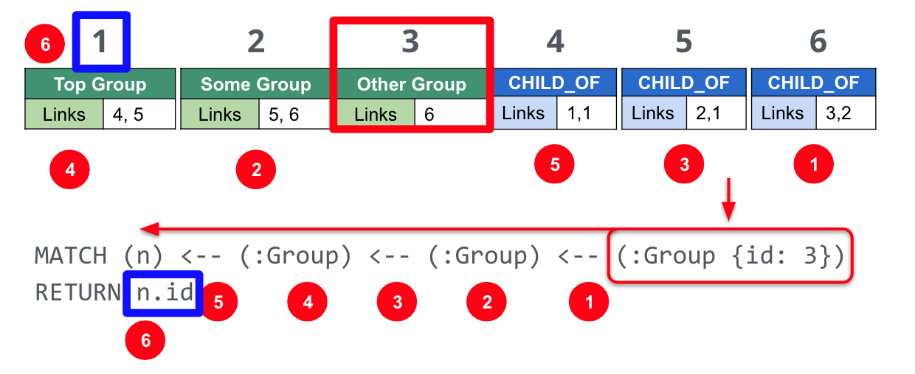 6 1 2 3 4 5 6
Top Group Some Group Other Group CHILD_OF CHILD_OF CHILD_OF
Links 4, 5 Links 5, 6 Links 6 Links 1,1 Links 2,1 Links 3,2
4 2 5 3 1
MATCH (n) <-- (:Group) <-- (:Group) <-- (:Group {id: 3})
RETURN n.id
5 4 3 2 1
6